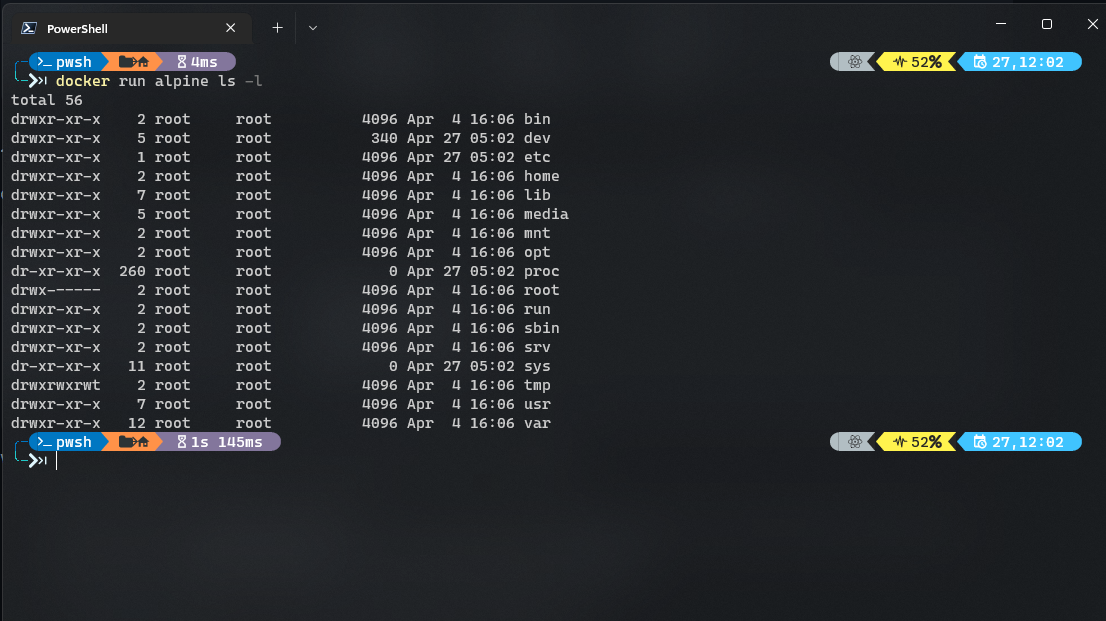 PowerShell
pwsh 4ms 52% 27,12:02
docker run alpine ls -l
total 56
drwxr-xr-x    2 root     root          4096 Apr  4 16:06 bin
drwxr-xr-x    5 root     root           340 Apr 27 05:02 dev
drwxr-xr-x    1 root     root          4096 Apr 27 05:02 etc
drwxr-xr-x    2 root     root          4096 Apr  4 16:06 home
drwxr-xr-x    7 root     root          4096 Apr  4 16:06 lib
drwxr-xr-x    5 root     root          4096 Apr  4 16:06 media
drwxr-xr-x    2 root     root          4096 Apr  4 16:06 mnt
drwxr-xr-x    2 root     root          4096 Apr  4 16:06 opt
dr-xr-xr-x  260 root     root             0 Apr 27 05:02 proc
drwx------    2 root     root          4096 Apr  4 16:06 root
drwxr-xr-x    2 root     root          4096 Apr  4 16:06 run
drwxr-xr-x    2 root     root          4096 Apr  4 16:06 sbin
drwxr-xr-x    2 root     root          4096 Apr  4 16:06 srv
dr-xr-xr-x   11 root     root             0 Apr 27 05:02 sys
drwxrwxrwt    2 root     root          4096 Apr  4 16:06 tmp
drwxr-xr-x    7 root     root          4096 Apr  4 16:06 usr
drwxr-xr-x   12 root     root          4096 Apr  4 16:06 var
pwsh 1s 145ms 52% 27,12:02